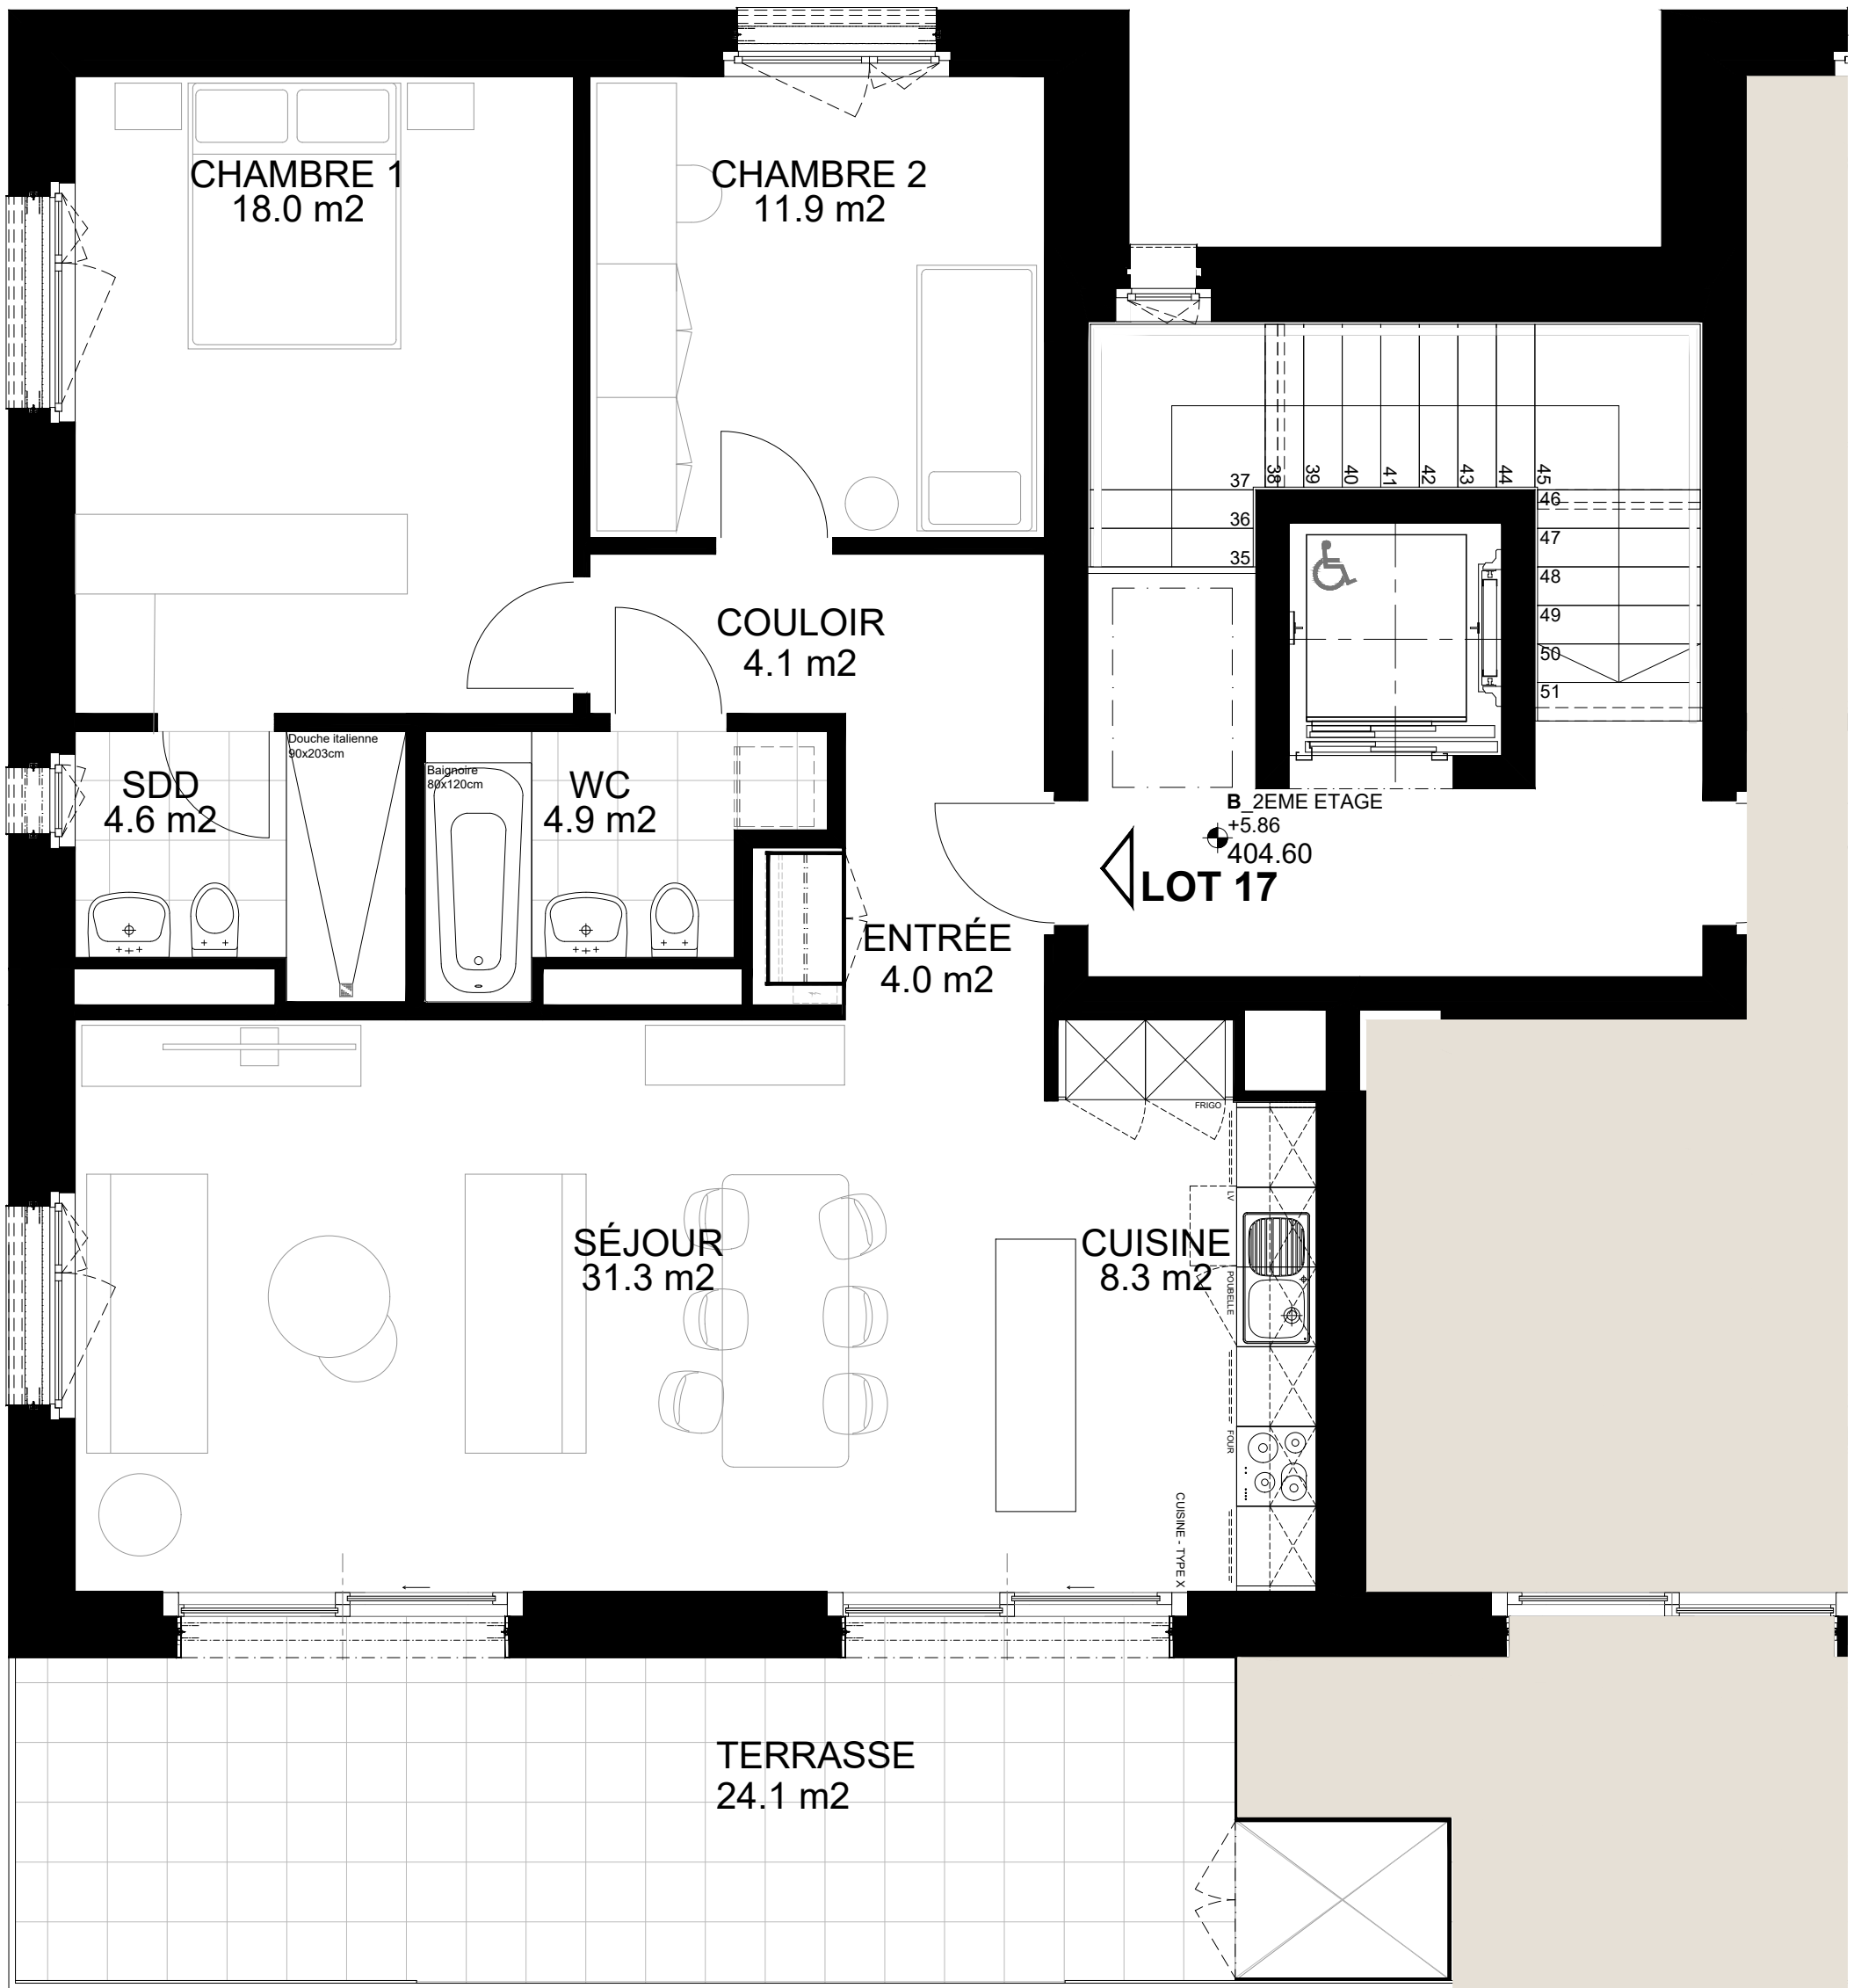 CHAMBRE 1
18.0 m2
CHAMBRE 2
11.9 m2
COULOIR
4.1 m2
37
36
35
38
39
40
41
42
43
44
45
46
47
48
49
50
51
Douche italienne
90x203cm
SDD
4.6 m2
Baignoire
80x120cm
WC
4.9 m2
B_2EME ETAGE
+5.86
404.60
LOT 17
ENTRÉE
4.0 m2
FRIGO
LV
SÉJOUR
31.3 m2
CUISINE
8.3 m2
POUBELLE
FOUR
CUISINE - TYPE X
TERRASSE
24.1 m2